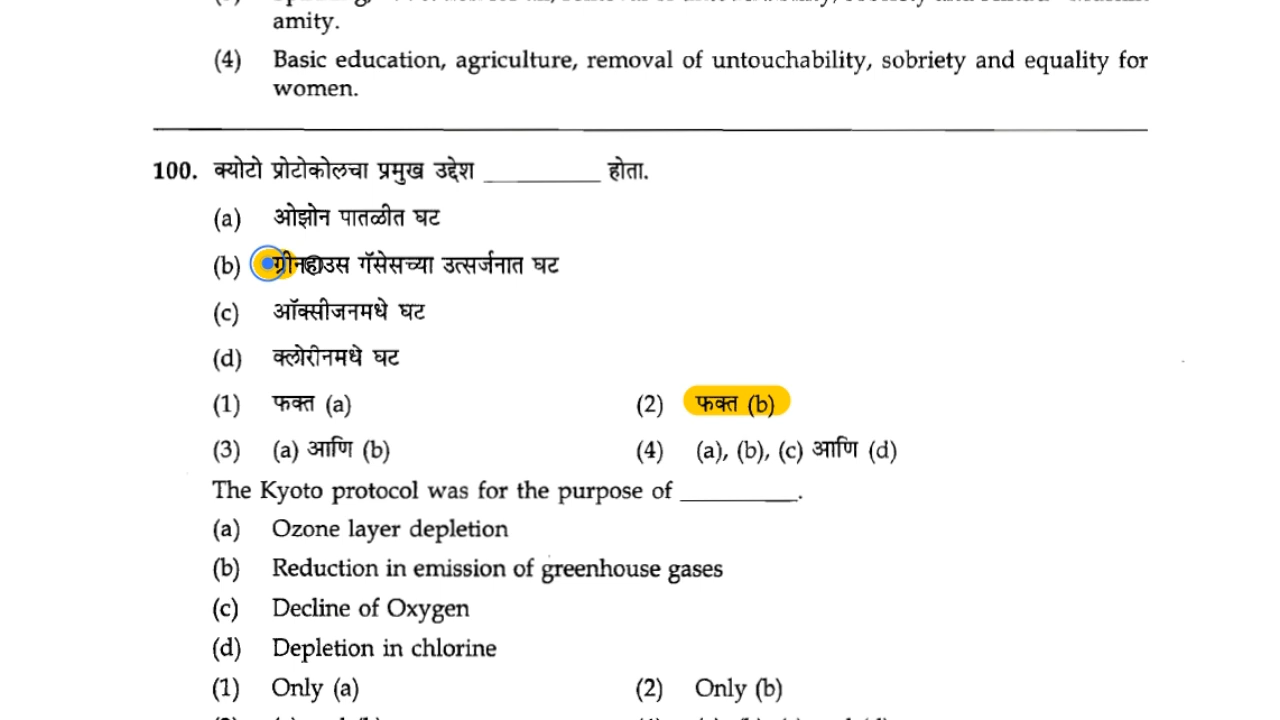 amity.
(4) Basic education, agriculture, removal of untouchability, sobriety and equality for
women.
100. क्योटो प्रोटोकोलचा प्रमुख उद्देश __________ होता.
(a) ओझोन पातळीत घट
(b) ग्रीनहाउस गॅसेसच्या उत्सर्जनात घट
(c) ऑक्सीजनमधे घट
(d) क्लोरीनमधे घट
(1) फक्त (a) (2) फक्त (b)
(3) (a) आणि (b) (4) (a), (b), (c) आणि (d)
The Kyoto protocol was for the purpose of __________.
(a) Ozone layer depletion
(b) Reduction in emission of greenhouse gases
(c) Decline of Oxygen
(d) Depletion in chlorine
(1) Only (a) (2) Only (b)